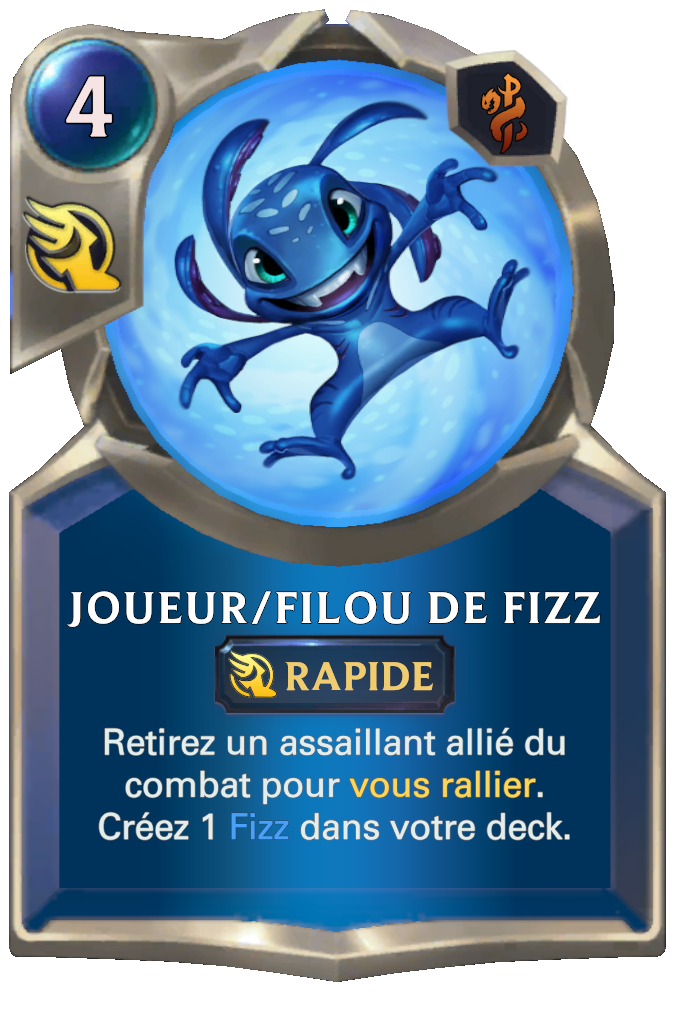 4
JOUEUR/FILOU DE FIZZ
RAPIDE
Retirez un assaillant allié du
combat pour vous rallier.
Créez 1 Fizz dans votre deck.